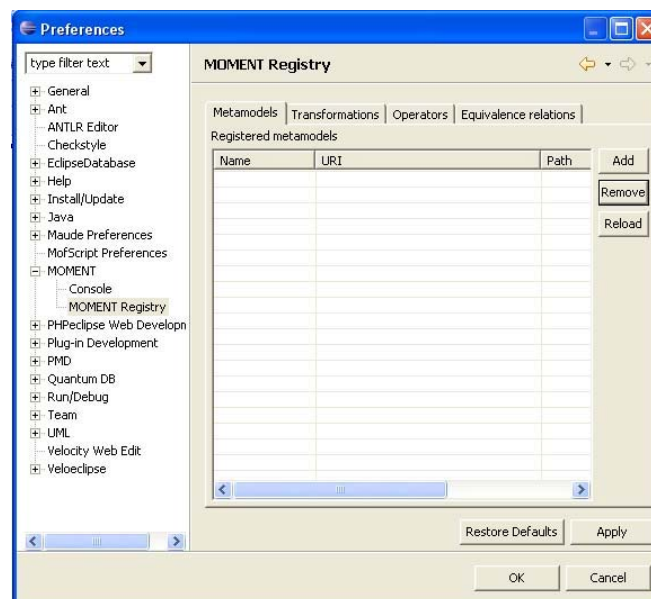 Preferences
type filter text
General
Ant
ANTLR Editor
Checkstyle
EclipseDatabase
Help
Install/Update
Java
Maude Preferences
MofScript Preferences
MOMENT
Console
MOMENT Registry
PHPeclipse Web Developn
Plug-in Development
PMD
Quantum DB
Run/Debug
Team
UML
Velocity Web Edit
Veloeclipse
MOMENT Registry
Metamodels Transformations Operators Equivalence relations
Registered metamodels
Name URI Path
Add
Remove
Reload
Restore Defaults Apply
OK Cancel